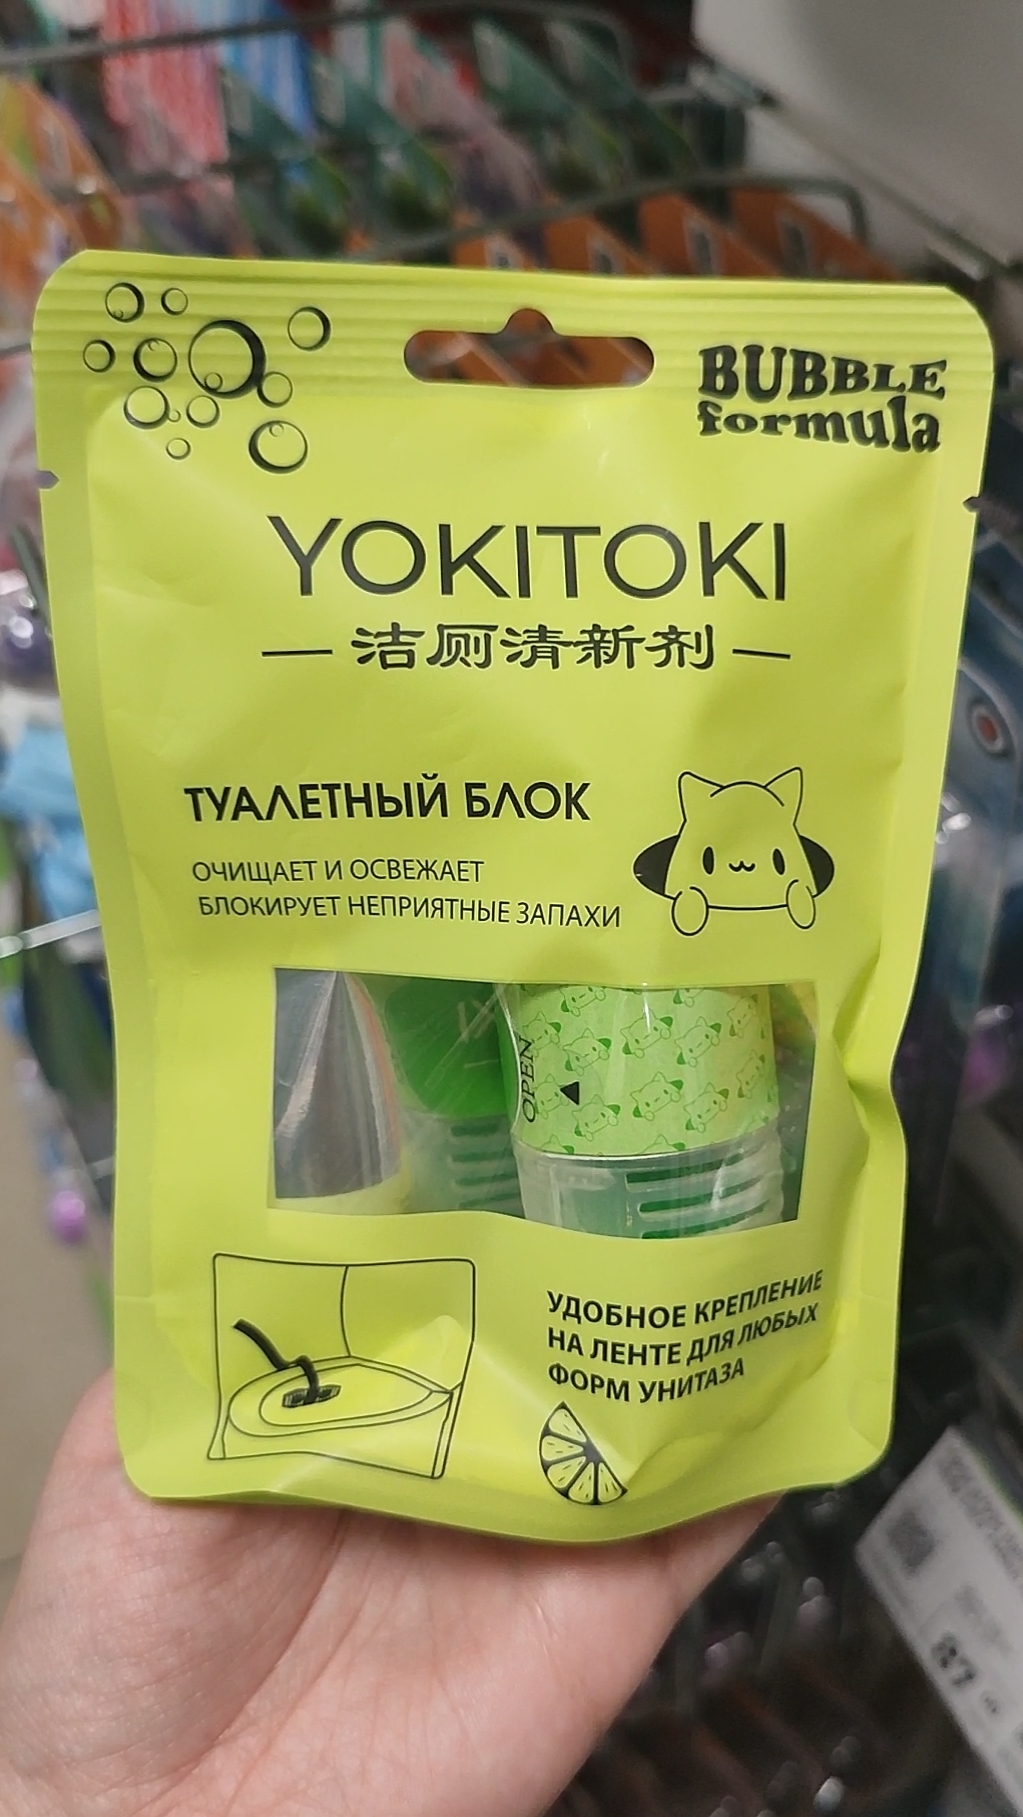 BUBBLE
formula
YOKITOKI
洁厕清新剂
ТУАЛЕТНЫЙ БЛОК
ОЧИЩАЕТ И ОСВЕЖАЕТ
БЛОКИРУЕТ НЕПРИЯТНЫЕ ЗАПАХИ
OPEN
УДОБНОЕ КРЕПЛЕНИЕ
НА ЛЕНТЕ ДЛЯ ЛЮБЫХ
ФОРМ УНИТАЗА
87